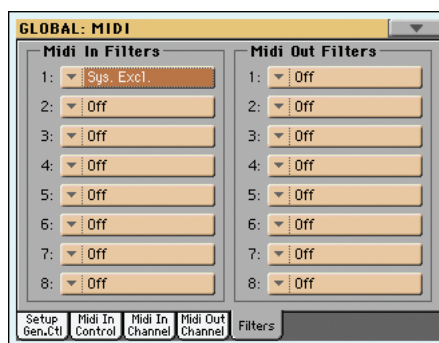 GLOBAL: MIDI
Midi In Filters
1: Sys. Excl.
2: Off
3: Off
4: Off
5: Off
6: Off
7: Off
8: Off
Midi Out Filters
1: Off
2: Off
3: Off
4: Off
5: Off
6: Off
7: Off
8: Off
Setup Gen.Ctl
Midi In Control
Midi In Channel
Midi Out Channel
Filters